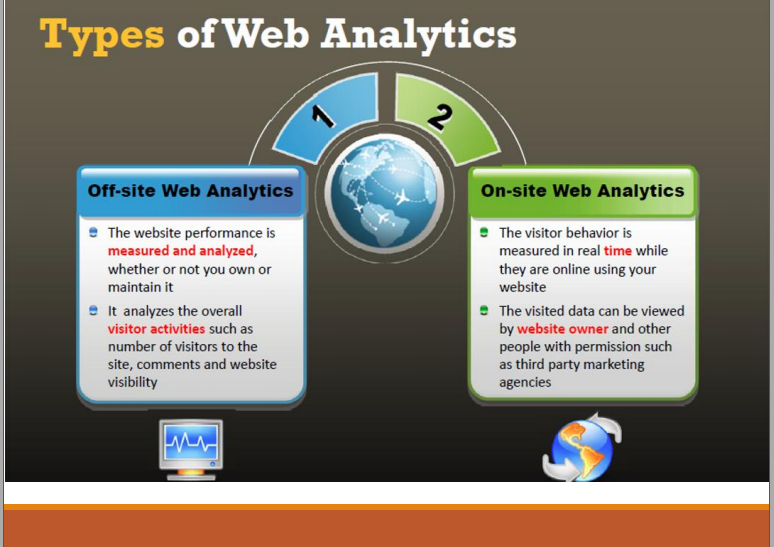 Types of Web Analytics
1
2
Off-site Web Analytics
The website performance is
measured and analyzed,
whether or not you own or
maintain it
It analyzes the overall
visitor activities such as
number of visitors to the
site, comments and website
visibility
On-site Web Analytics
The visitor behavior is
measured in real time while
they are online using your
website
The visited data can be viewed
by website owner and other
people with permission such
as third party marketing
agencies